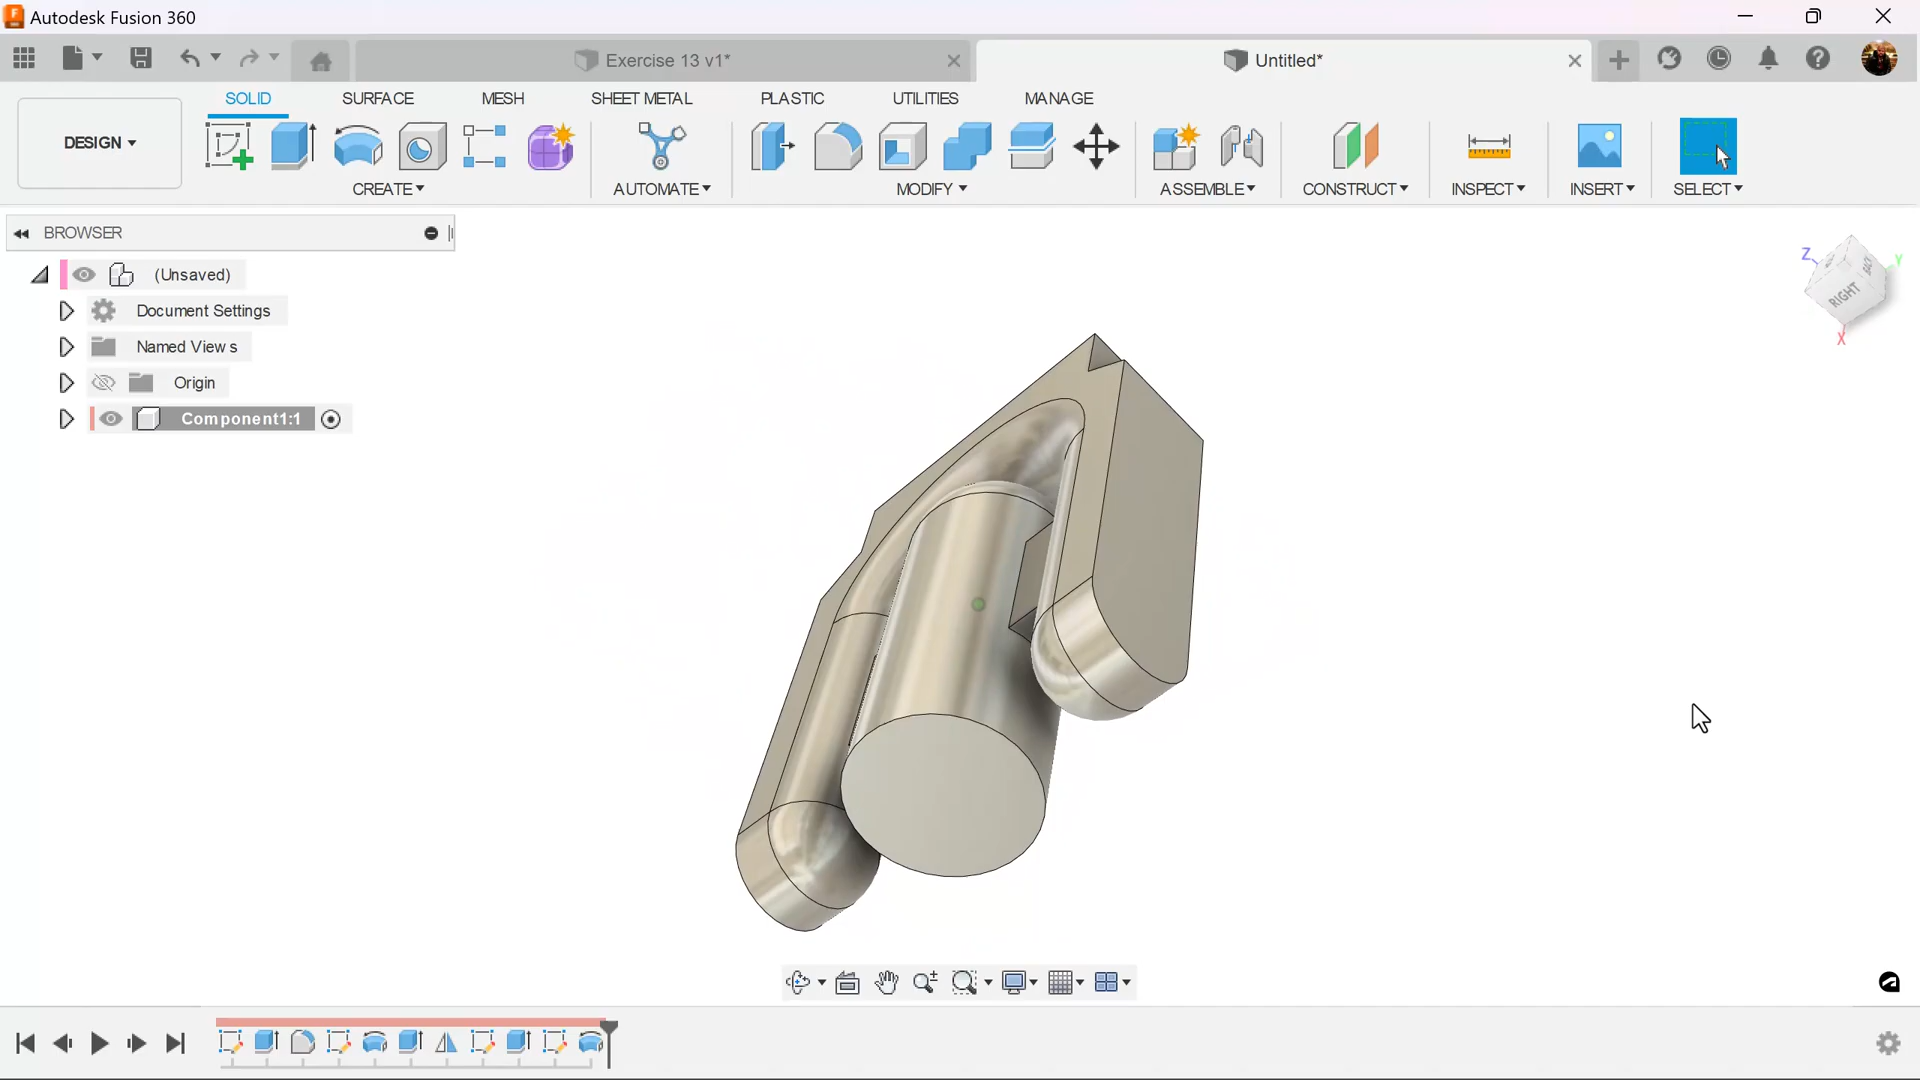 Autodesk Fusion 360
Exercise 13 v1*
Untitled*
DESIGN
SOLID
SURFACE
MESH
SHEET METAL
PLASTIC
UTILITIES
MANAGE
CREATE
AUTOMATE
MODIFY
ASSEMBLE
CONSTRUCT
INSPECT
INSERT
SELECT
BROWSER
(Unsaved)
Document Settings
Named Views
Origin
Component1:1
Z
Y
BACK
RIGHT
X